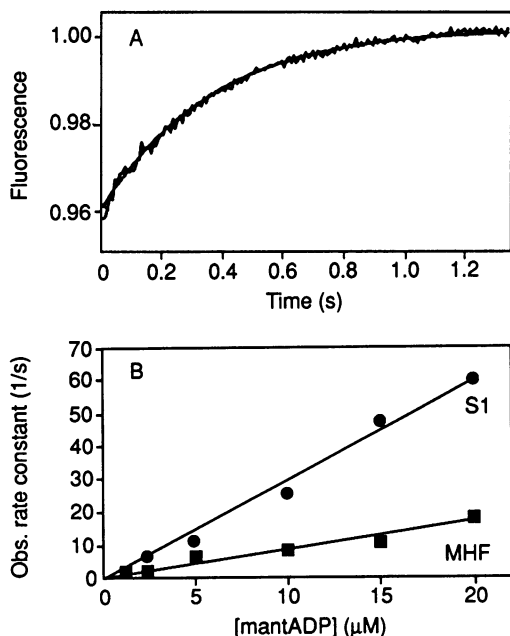 A
Fluorescence
1.00
0.98
0.96
0 0.2 0.4 0.6 0.8 1.0 1.2
Time (s)
B
Obs. rate constant (1/s)
70
60
50
40
30
20
10
0
S1
MHF
5 10 15 20
[mantADP] (μM)